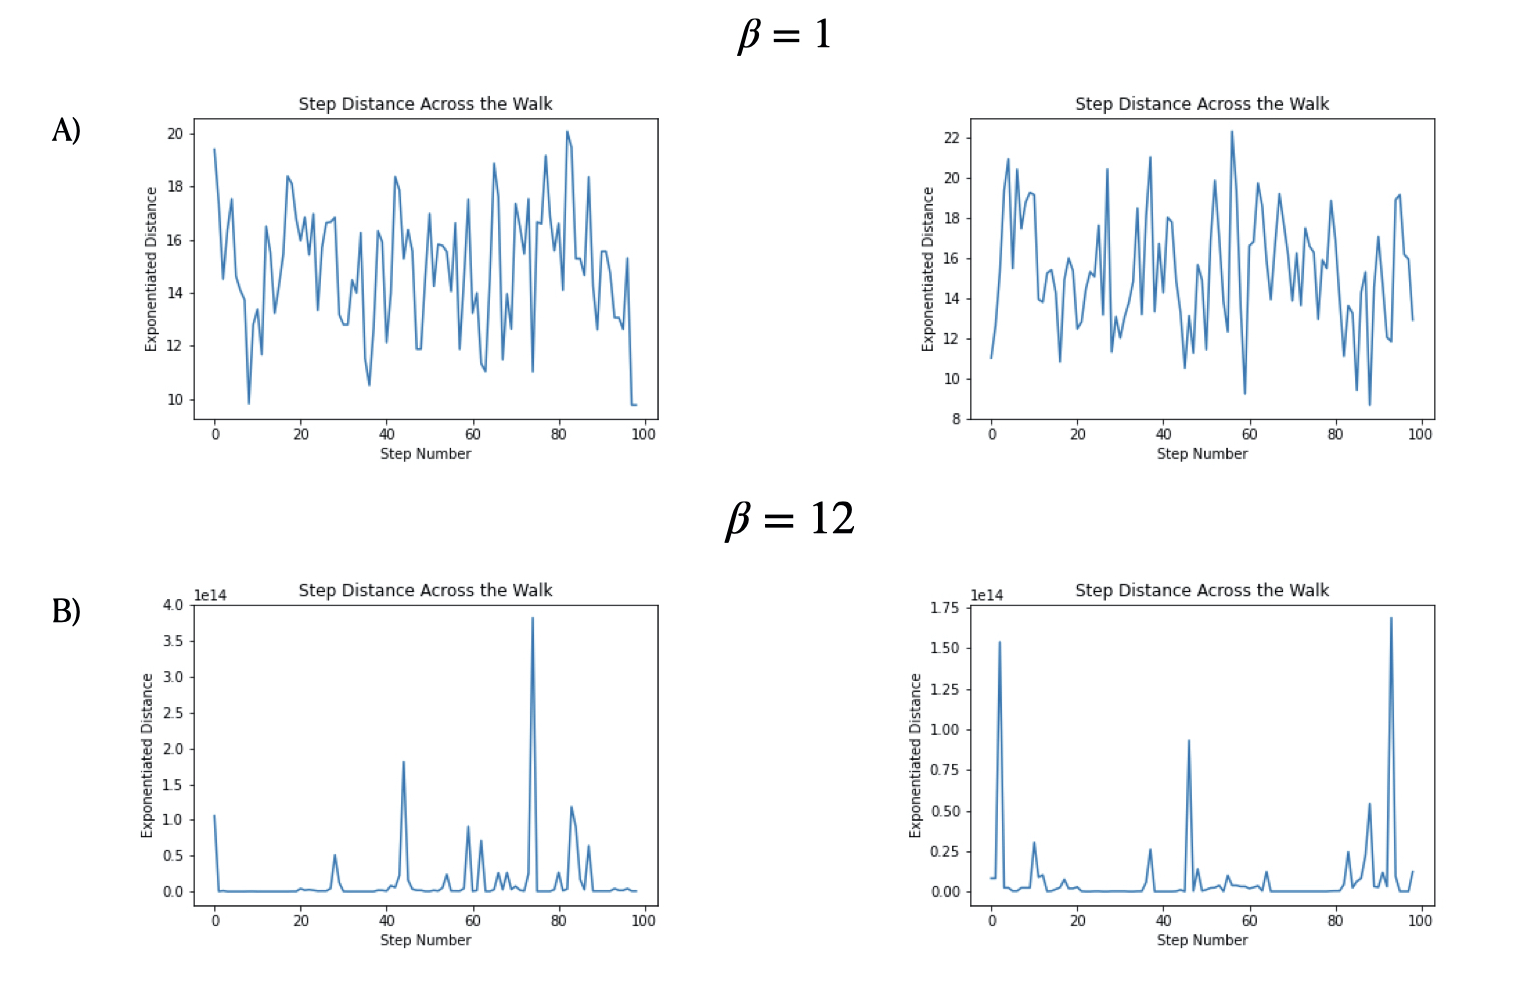 β = 1
A)
Step Distance Across the Walk
Exponentiated Distance
20
18
16
14
12
10
0 20 40 60 80 100
Step Number
Step Distance Across the Walk
Exponentiated Distance
22
20
18
16
14
12
10
8
0 20 40 60 80 100
Step Number
β = 12
B)
Step Distance Across the Walk
1e14
Exponentiated Distance
4.0
3.5
3.0
2.5
2.0
1.5
1.0
0.5
0.0
0 20 40 60 80 100
Step Number
Step Distance Across the Walk
1e14
Exponentiated Distance
1.75
1.50
1.25
1.00
0.75
0.50
0.25
0.00
0 20 40 60 80 100
Step Number